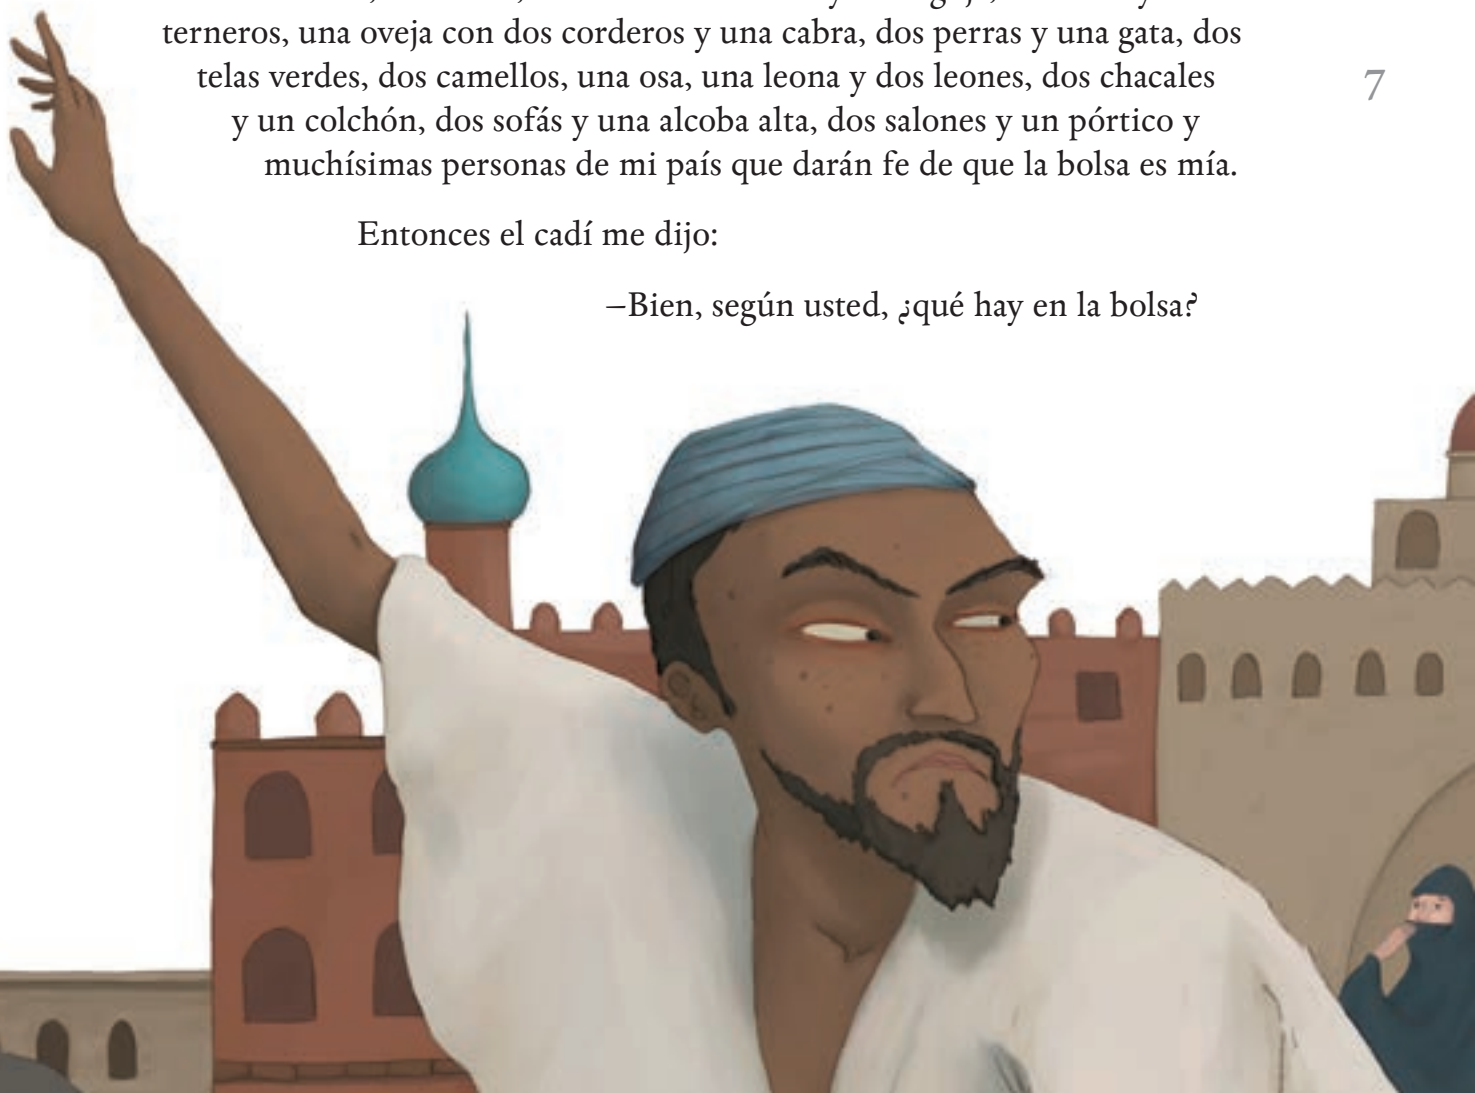 terneros, una oveja con dos corderos y una cabra, dos perras y una gata, dos
telas verdes, dos camellos, una osa, una leona y dos leones, dos chacales
7
y un colchón, dos sofás y una alcoba alta, dos salones y un pórtico y
muchísimas personas de mi país que darán fe de que la bolsa es mía.
Entonces el cadí me dijo:
–Bien, según usted, ¿qué hay en la bolsa?